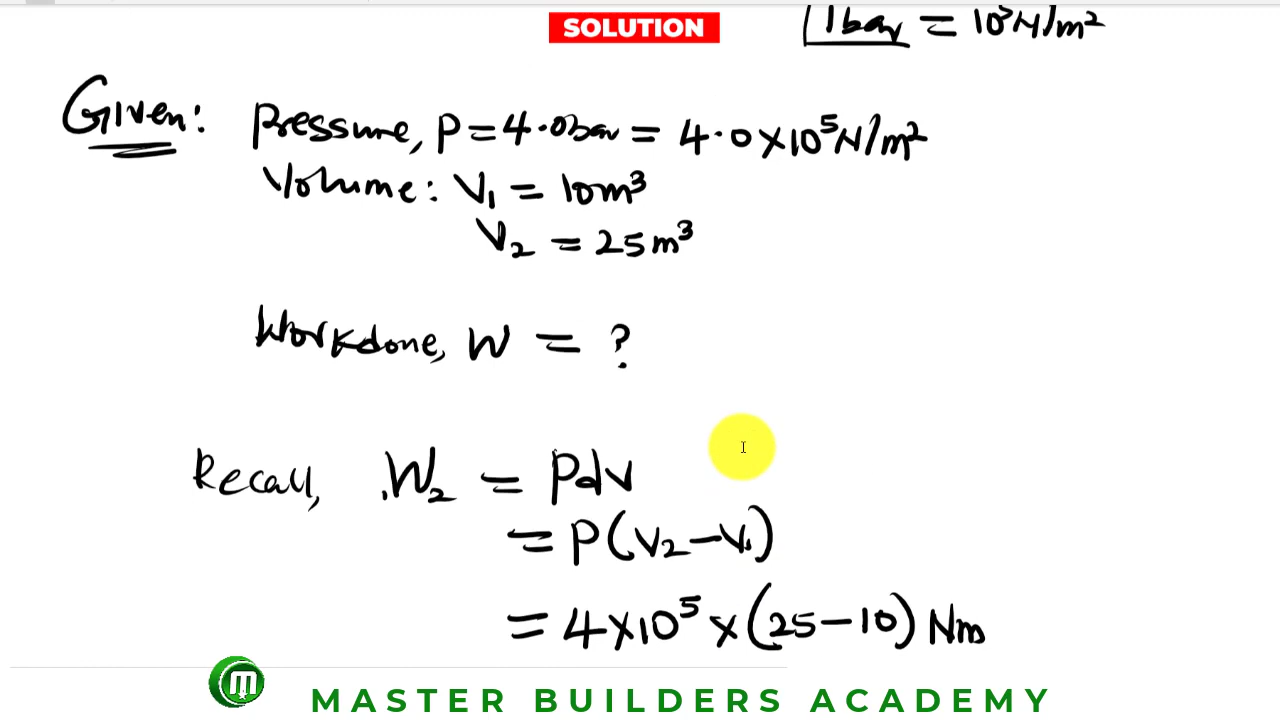 SOLUTION
1bar = 10⁵N/m²
Given: Pressure, P = 4.0bar = 4.0×10⁵N/m²
Volume: V₁ = 10m³
V₂ = 25m³
Workdone, W = ?
Recall, ₁W₂ = Pdv
= P(V₂-V₁)
= 4×10⁵×(25-10) Nm
M
MASTER BUILDERS ACADEMY